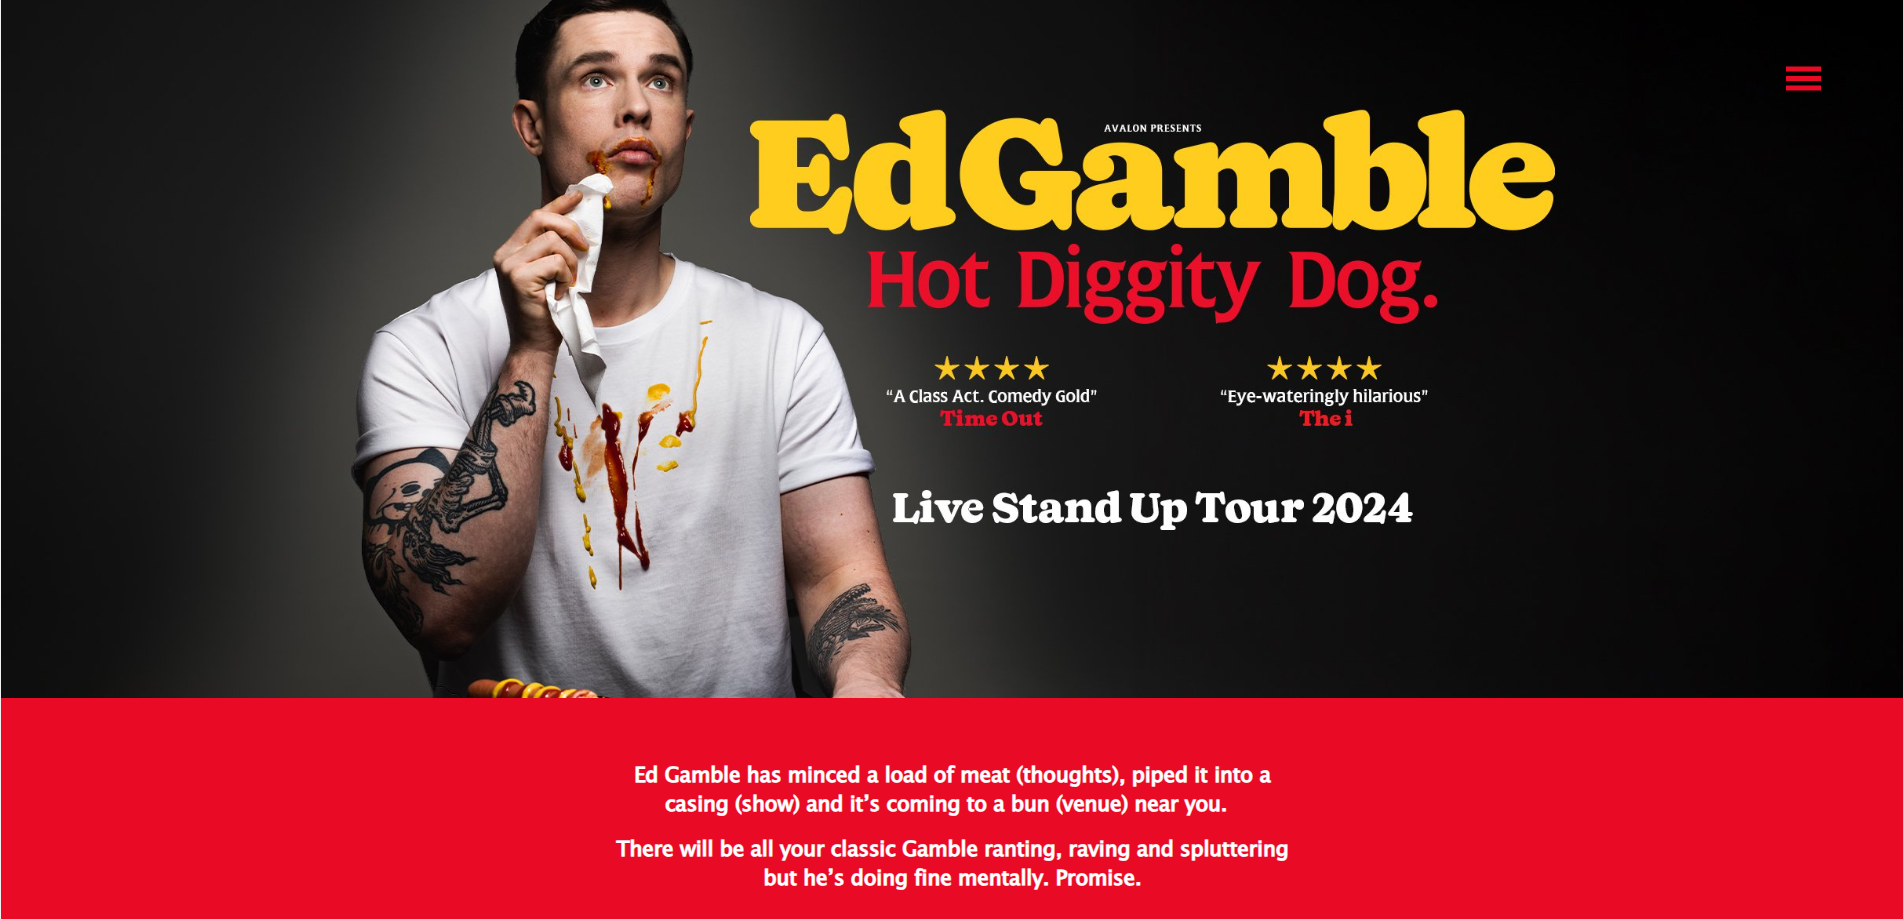 AVALON PRESENTS
Ed Gamble
Hot Diggity Dog.
★★★★
“A Class Act. Comedy Gold”
Time Out
★★★★
“Eye-wateringly hilarious”
The i
Live Stand Up Tour 2024
Ed Gamble has minced a load of meat (thoughts), piped it into a
casing (show) and it’s coming to a bun (venue) near you.
There will be all your classic Gamble ranting, raving and spluttering
but he’s doing fine mentally. Promise.